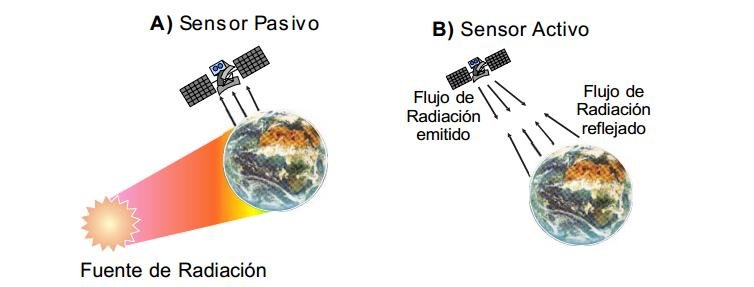 A) Sensor Pasivo
Fuente de Radiación
B) Sensor Activo
Flujo de
Radiación
emitido
Flujo de
Radiación
reflejado